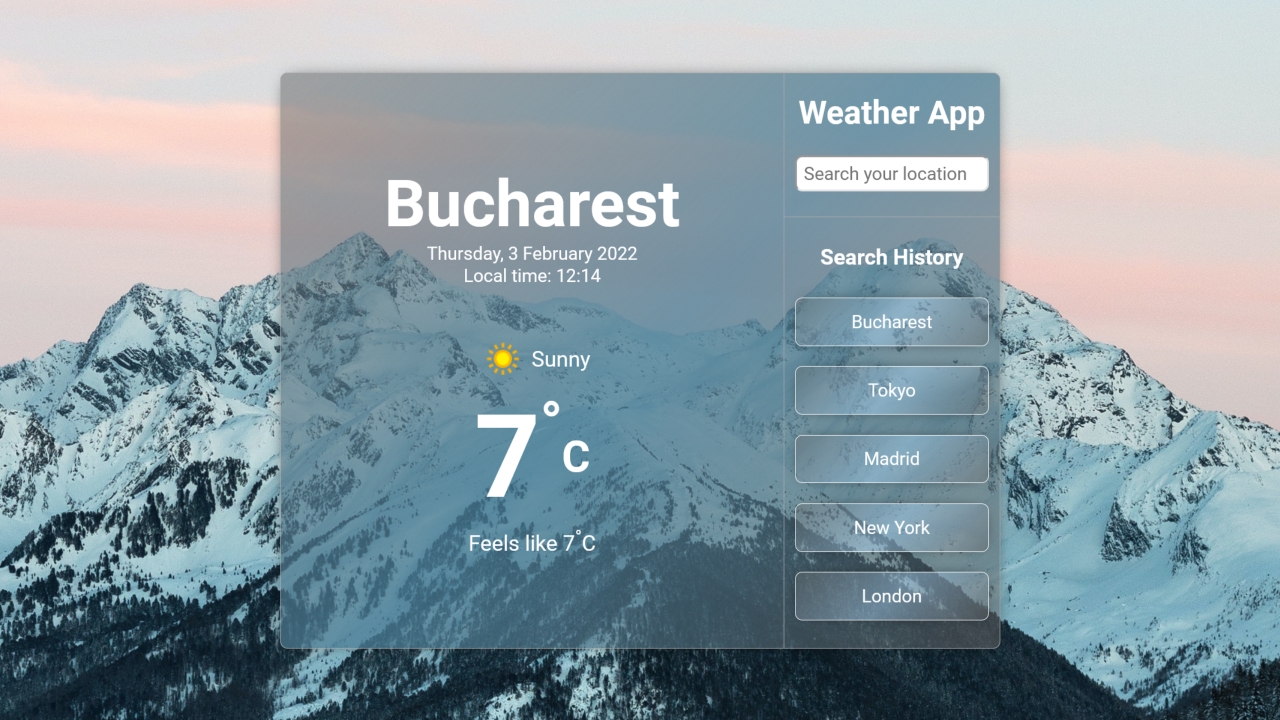 Bucharest
Thursday, 3 February 2022
Local time: 12:14
Sunny
7°C
Feels like 7°C
Weather App
Search your location
Search History
Bucharest
Tokyo
Madrid
New York
London